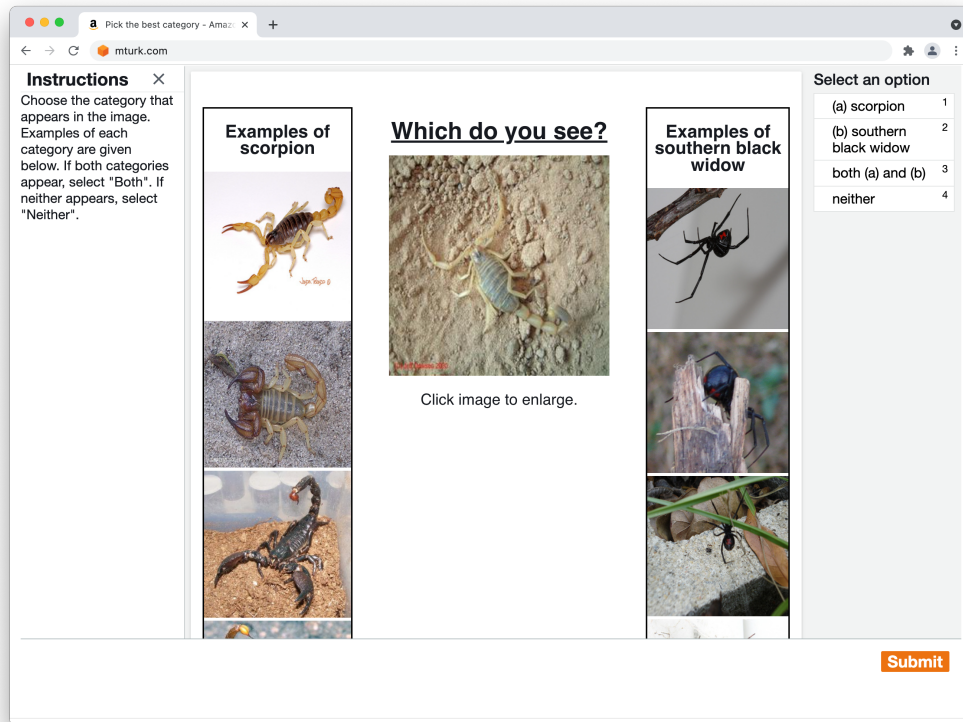 Pick the best category - Amaz
mturk.com
Instructions
Choose the category that
appears in the image.
Examples of each
category are given
below. If both categories
appear, select "Both". If
neither appears, select
"Neither".
Examples of
scorpion
Which do you see?
Click image to enlarge.
Examples of
southern black
widow
Select an option
(a) scorpion 1
(b) southern 2
black widow
both (a) and (b) 3
neither 4
Submit